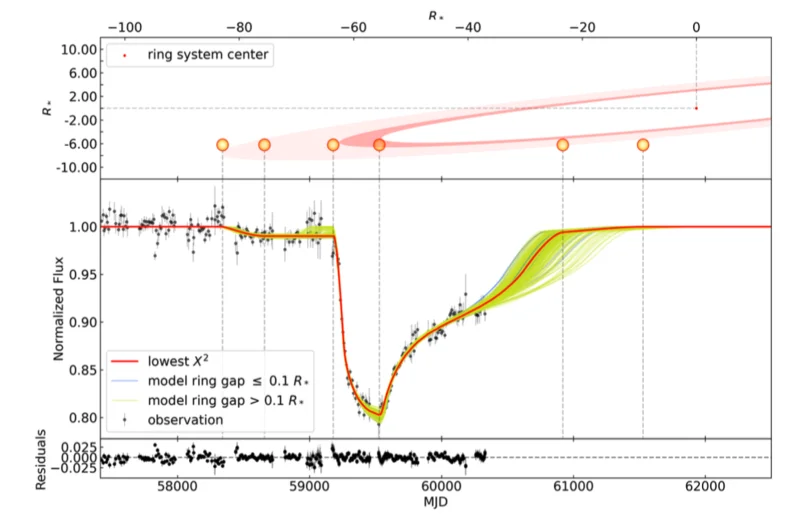 R*
−100 −80 −60 −40 −20 0
10.00
6.00
2.00
-2.00
-6.00
-10.00
R*
ring system center
1.00
0.95
0.90
0.85
0.80
Normalized Flux
lowest X²
model ring gap ≤ 0.1 R*
model ring gap > 0.1 R*
observation
0.025
0.000
−0.025
Residuals
58000 59000 60000 61000 62000
MJD